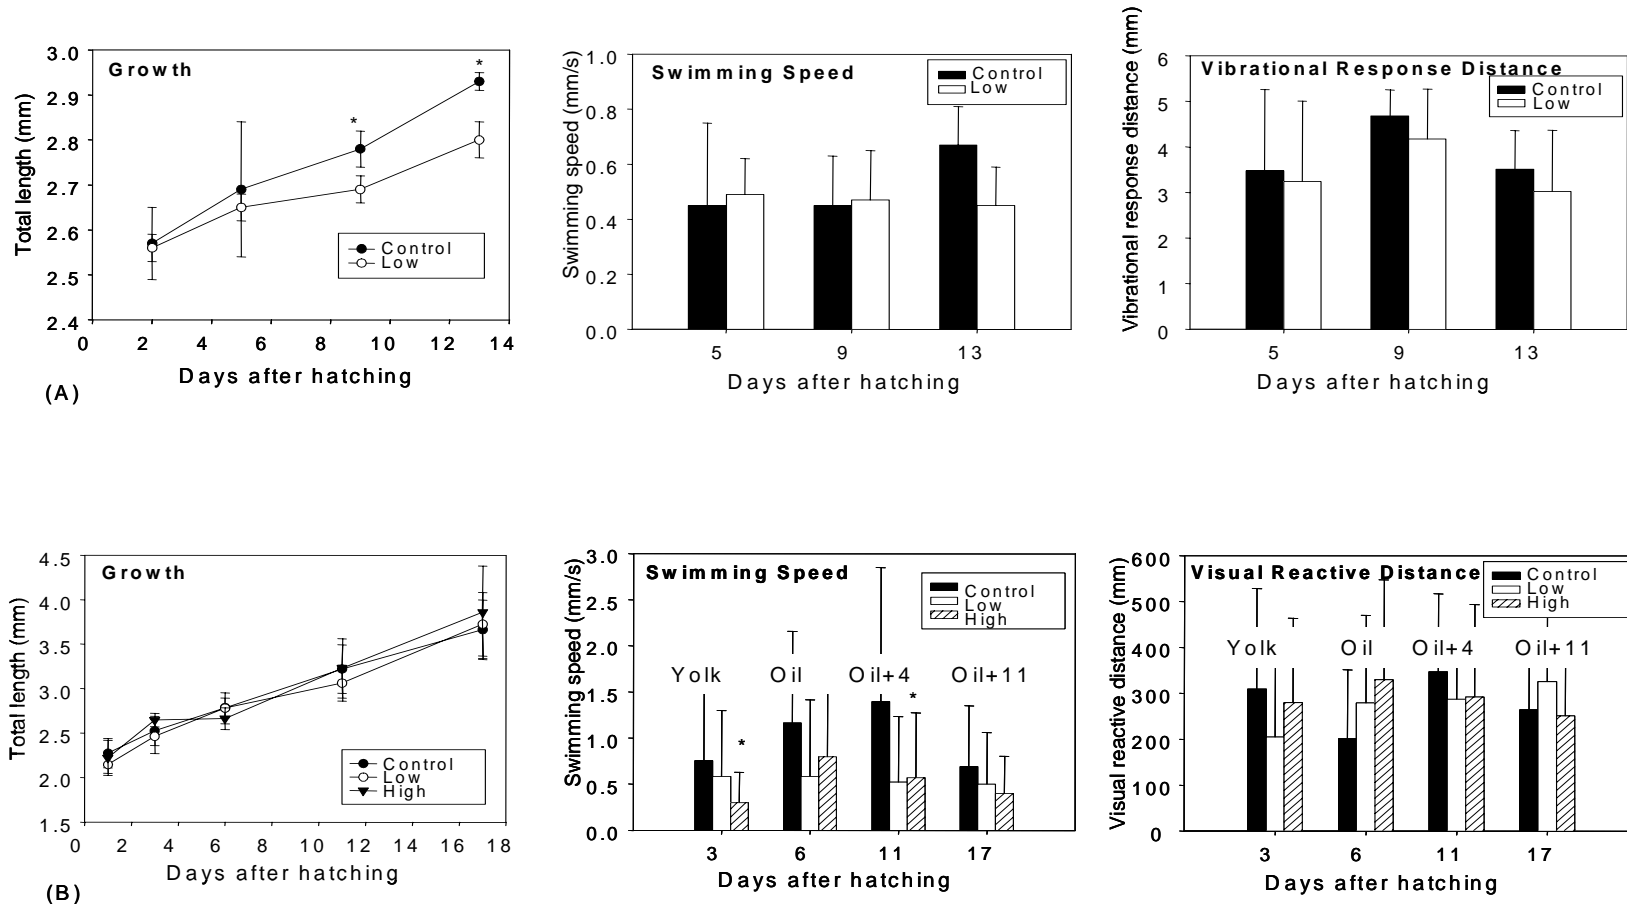 Growth
*
*
Total length (mm)
3.0
2.9
2.8
2.7
2.6
2.5
2.4
Control
Low
0 2 4 6 8 10 12 14
Days after hatching
(A)
Swimming Speed
Swimming speed (mm/s)
1.0
0.8
0.6
0.4
0.2
0.0
Control
Low
5 9 13
Days after hatching
Vibrational Response Distance
Vibrational response distance (mm)
6
5
4
3
2
1
0
Control
Low
5 9 13
Days after hatching
Growth
Total length (mm)
4.5
4.0
3.5
3.0
2.5
2.0
1.5
Control
Low
High
0 2 4 6 8 10 12 14 16 18
Days after hatching
(B)
Swimming Speed
Swimming speed (mm/s)
3.0
2.5
2.0
1.5
1.0
0.5
0.0
Control
Low
High
Yolk Oil Oil+4 Oil+11
*
*
3 6 11 17
Days after hatching
Visual Reactive Distance
Visual reactive distance (mm)
600
500
400
300
200
100
0
Control
Low
High
Yolk Oil Oil+4 Oil+11
3 6 11 17
Days after hatching